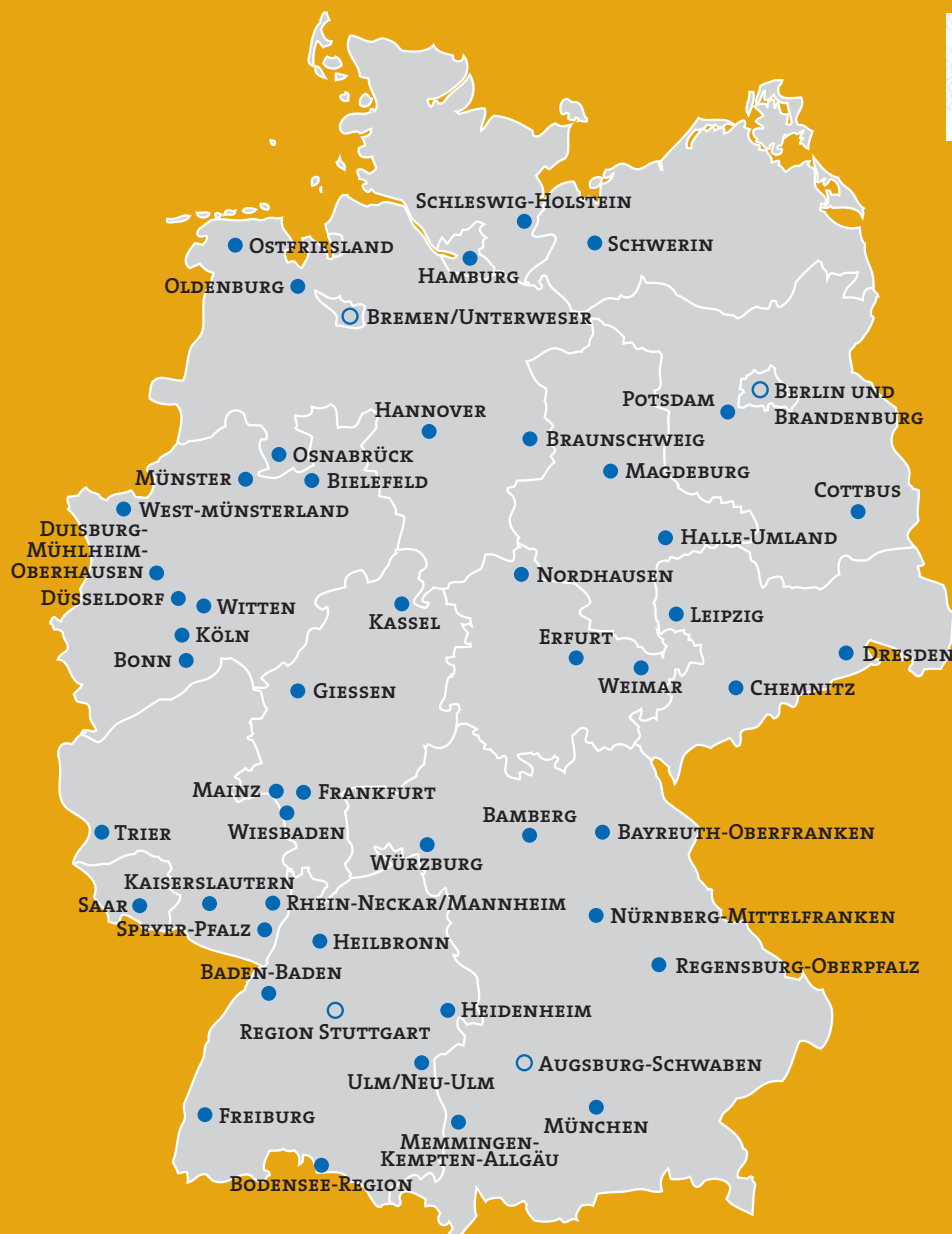 Schleswig-Holstein
Ostfriesland
Schwerin
Hamburg
Oldenburg
Bremen/Unterweser
Potsdam
Berlin und
Brandenburg
Hannover
Braunschweig
Osnabrück
Magdeburg
Münster
Bielefeld
Cottbus
West-münsterland
Duisburg-
Mühlheim-
Oberhausen
Halle-Umland
Nordhausen
Düsseldorf
Witten
Kassel
Leipzig
Köln
Erfurt
Bonn
Dresden
Weimar
Giessen
Chemnitz
Mainz
Frankfurt
Wiesbaden
Trier
Bamberg
Bayreuth-Oberfranken
Würzburg
Kaiserslautern
Saar
Rhein-Neckar/Mannheim
Nürnberg-Mittelfranken
Speyer-Pfalz
Heilbronn
Regensburg-Oberpfalz
Baden-Baden
Heidenheim
Region Stuttgart
Augsburg-Schwaben
Ulm/Neu-Ulm
Freiburg
München
Memmingen-
Kempten-Allgäu
Bodensee-Region